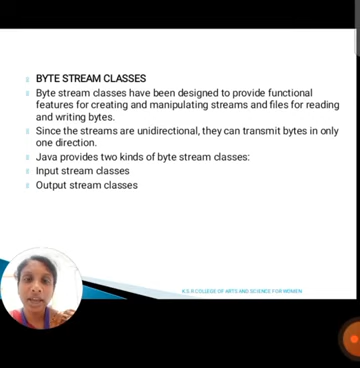 BYTE STREAM CLASSES
Byte stream classes have been designed to provide functional
features for creating and manipulating streams and files for reading
and writing bytes.
Since the streams are unidirectional, they can transmit bytes in only
one direction.
Java provides two kinds of byte stream classes:
Input stream classes
Output stream classes
K S R COLLEGE OF ARTS AND SCIENCE FOR WOMEN